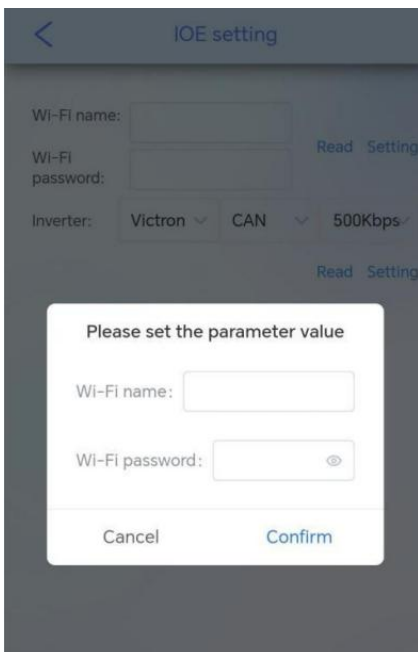 IOE setting
Wi-Fi name:
Read Setting
Wi-Fi
password:
Inverter: Victron CAN 500Kbps
Read Setting
Please set the parameter value
Wi-Fi name:
Wi-Fi password:
Cancel Confirm